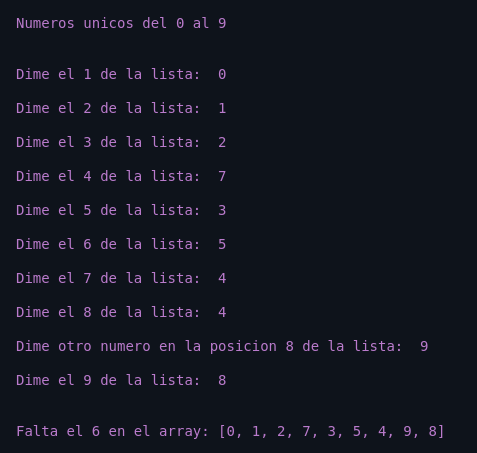 Numeros unicos del 0 al 9
Dime el 1 de la lista:  0
Dime el 2 de la lista:  1
Dime el 3 de la lista:  2
Dime el 4 de la lista:  7
Dime el 5 de la lista:  3
Dime el 6 de la lista:  5
Dime el 7 de la lista:  4
Dime el 8 de la lista:  4
Dime otro numero en la posicion 8 de la lista:  9
Dime el 9 de la lista:  8
Falta el 6 en el array: [0, 1, 2, 7, 3, 5, 4, 9, 8]